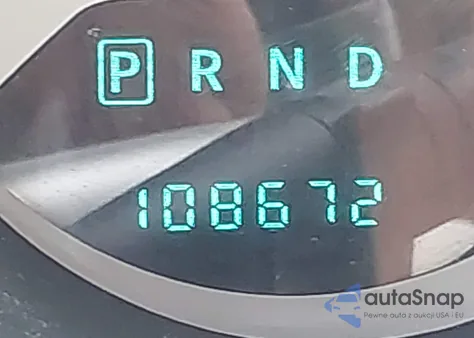 P R N D
108672
autaSnap
Pewne auta z aukcji USA i EU